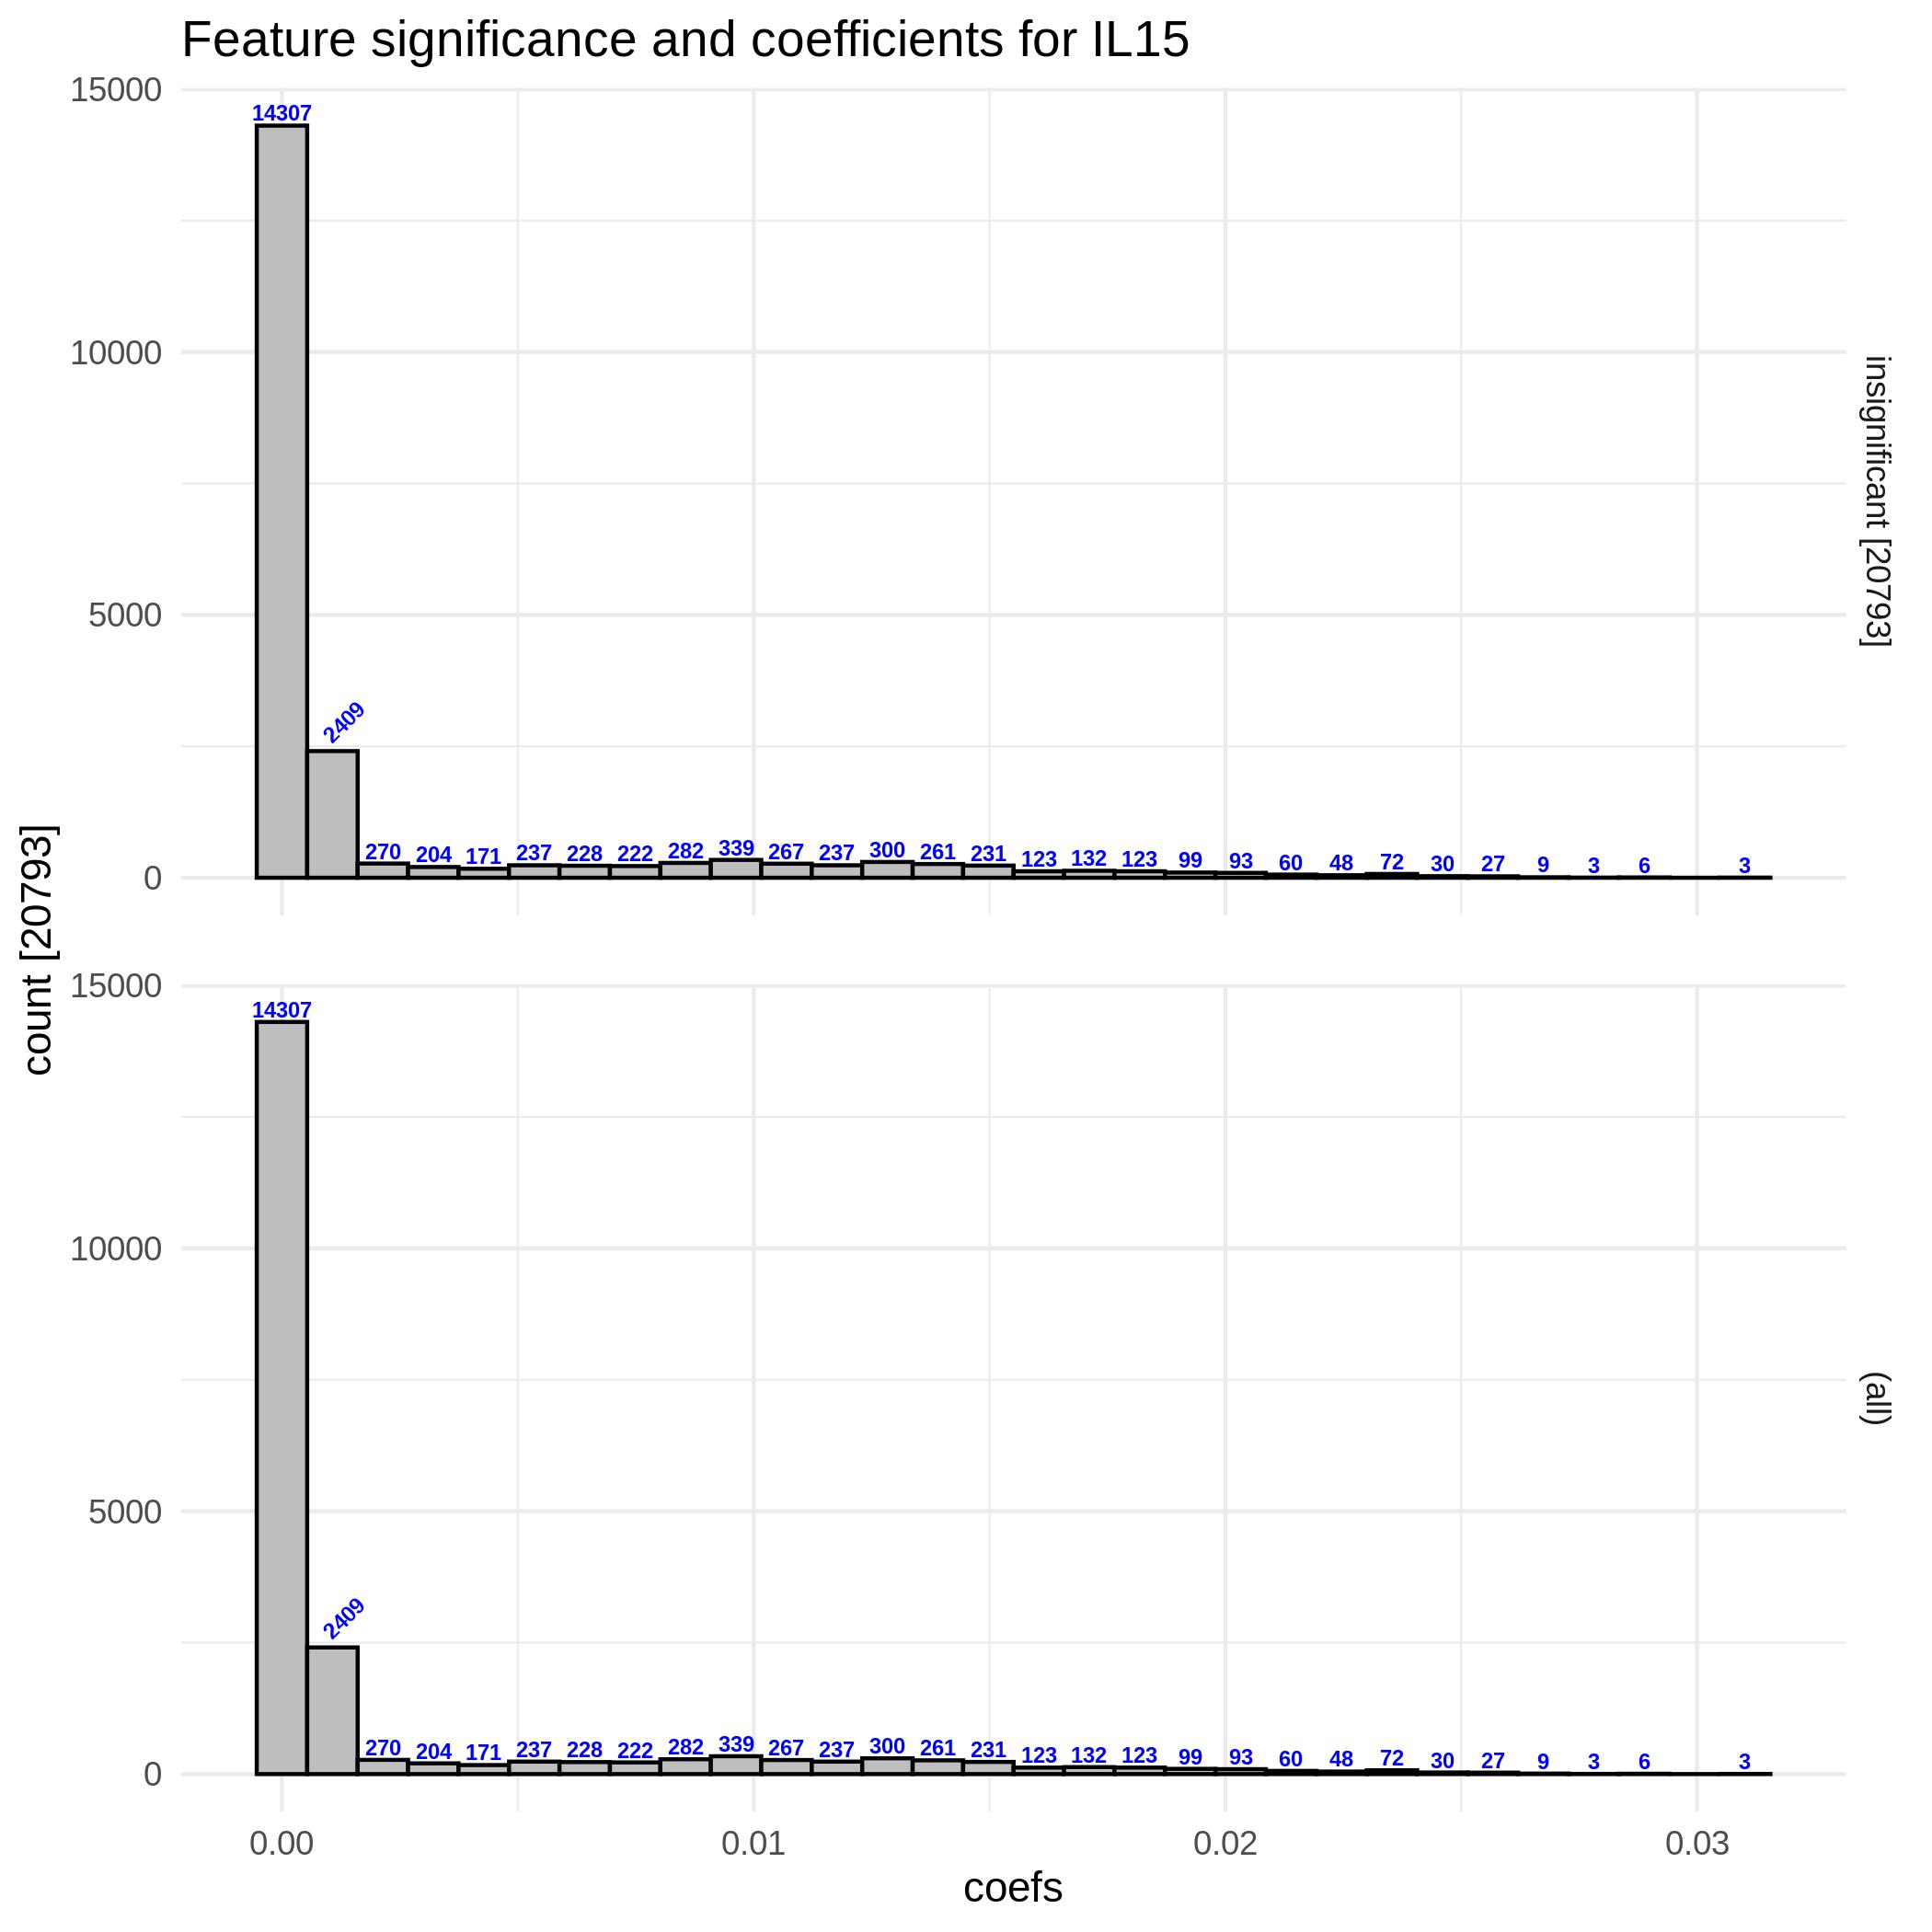 Feature significance and coefficients for IL15
count [20793]
15000
10000
5000
0
14307
2409
270 204 171 237 228 222 282 339 267 237 300 261 231 123 132 123 99 93 60 48 72 30 27 9 3 6 3
insignificant [20793]
15000
10000
5000
0
14307
2409
270 204 171 237 228 222 282 339 267 237 300 261 231 123 132 123 99 93 60 48 72 30 27 9 3 6 3
(all)
0.00 0.01 0.02 0.03
coefs